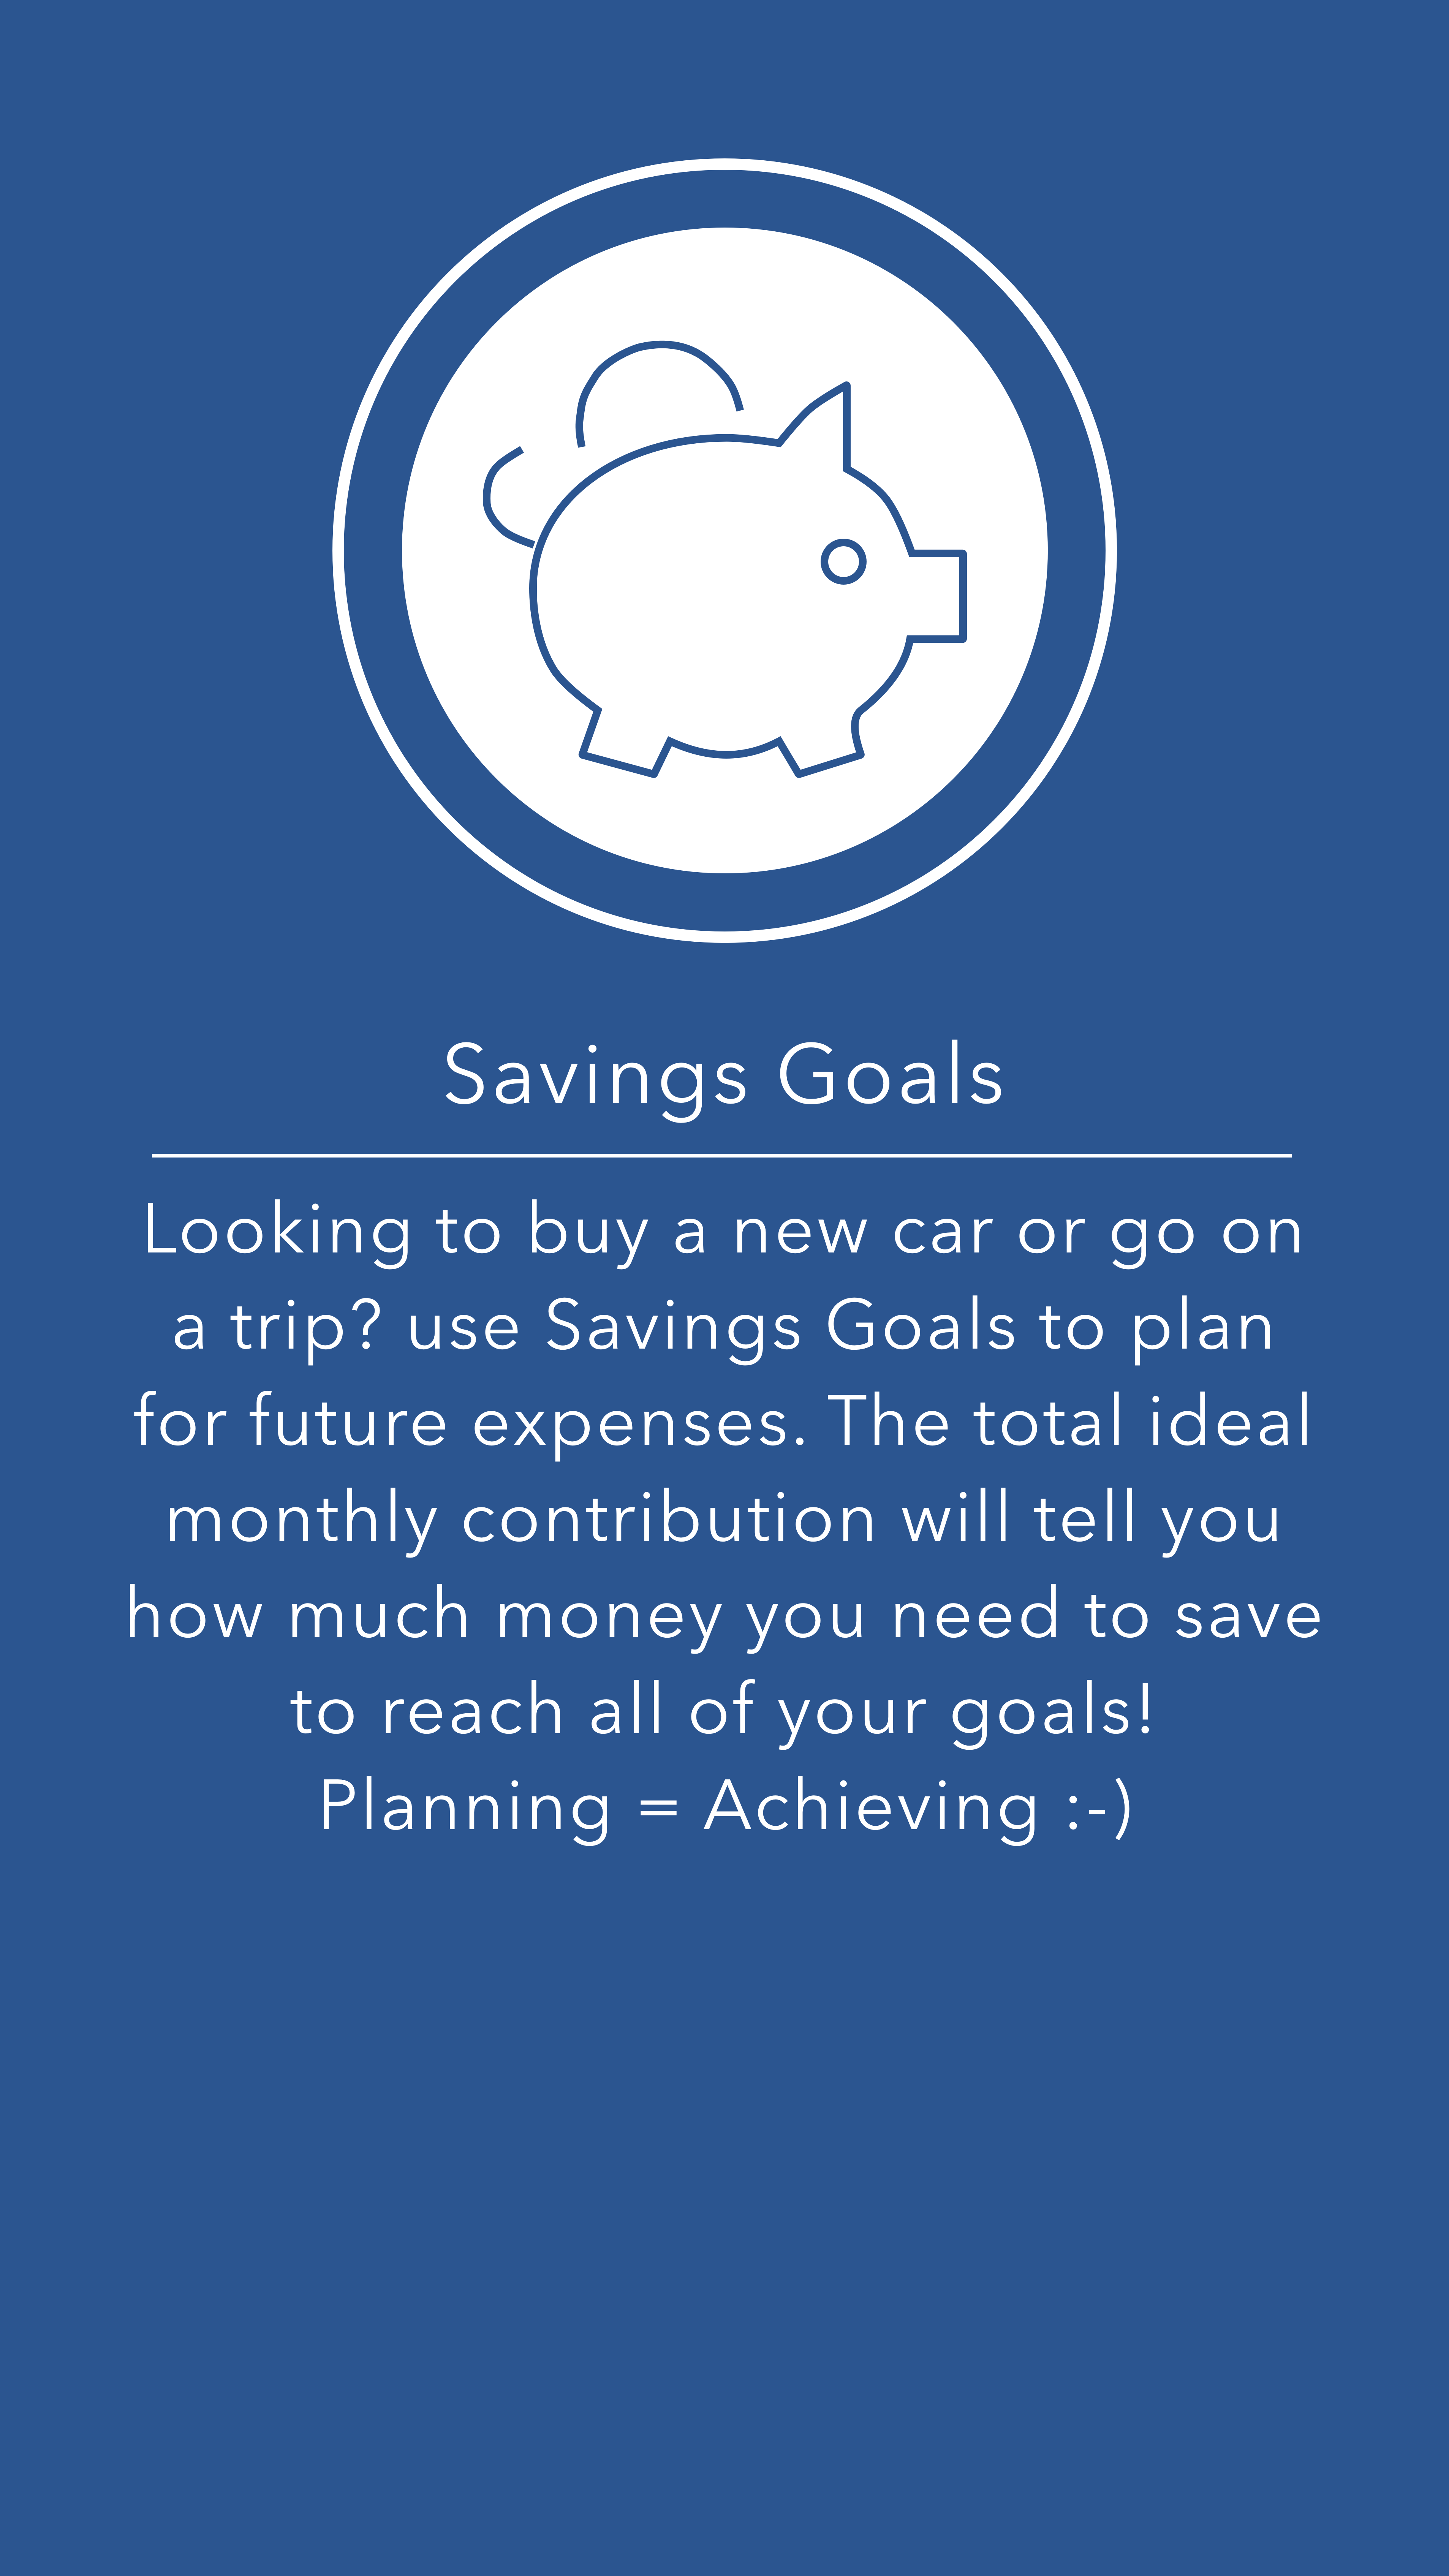 Savings Goals
Looking to buy a new car or go on
a trip? use Savings Goals to plan
for future expenses. The total ideal
monthly contribution will tell you
how much money you need to save
to reach all of your goals!
Planning = Achieving :-)